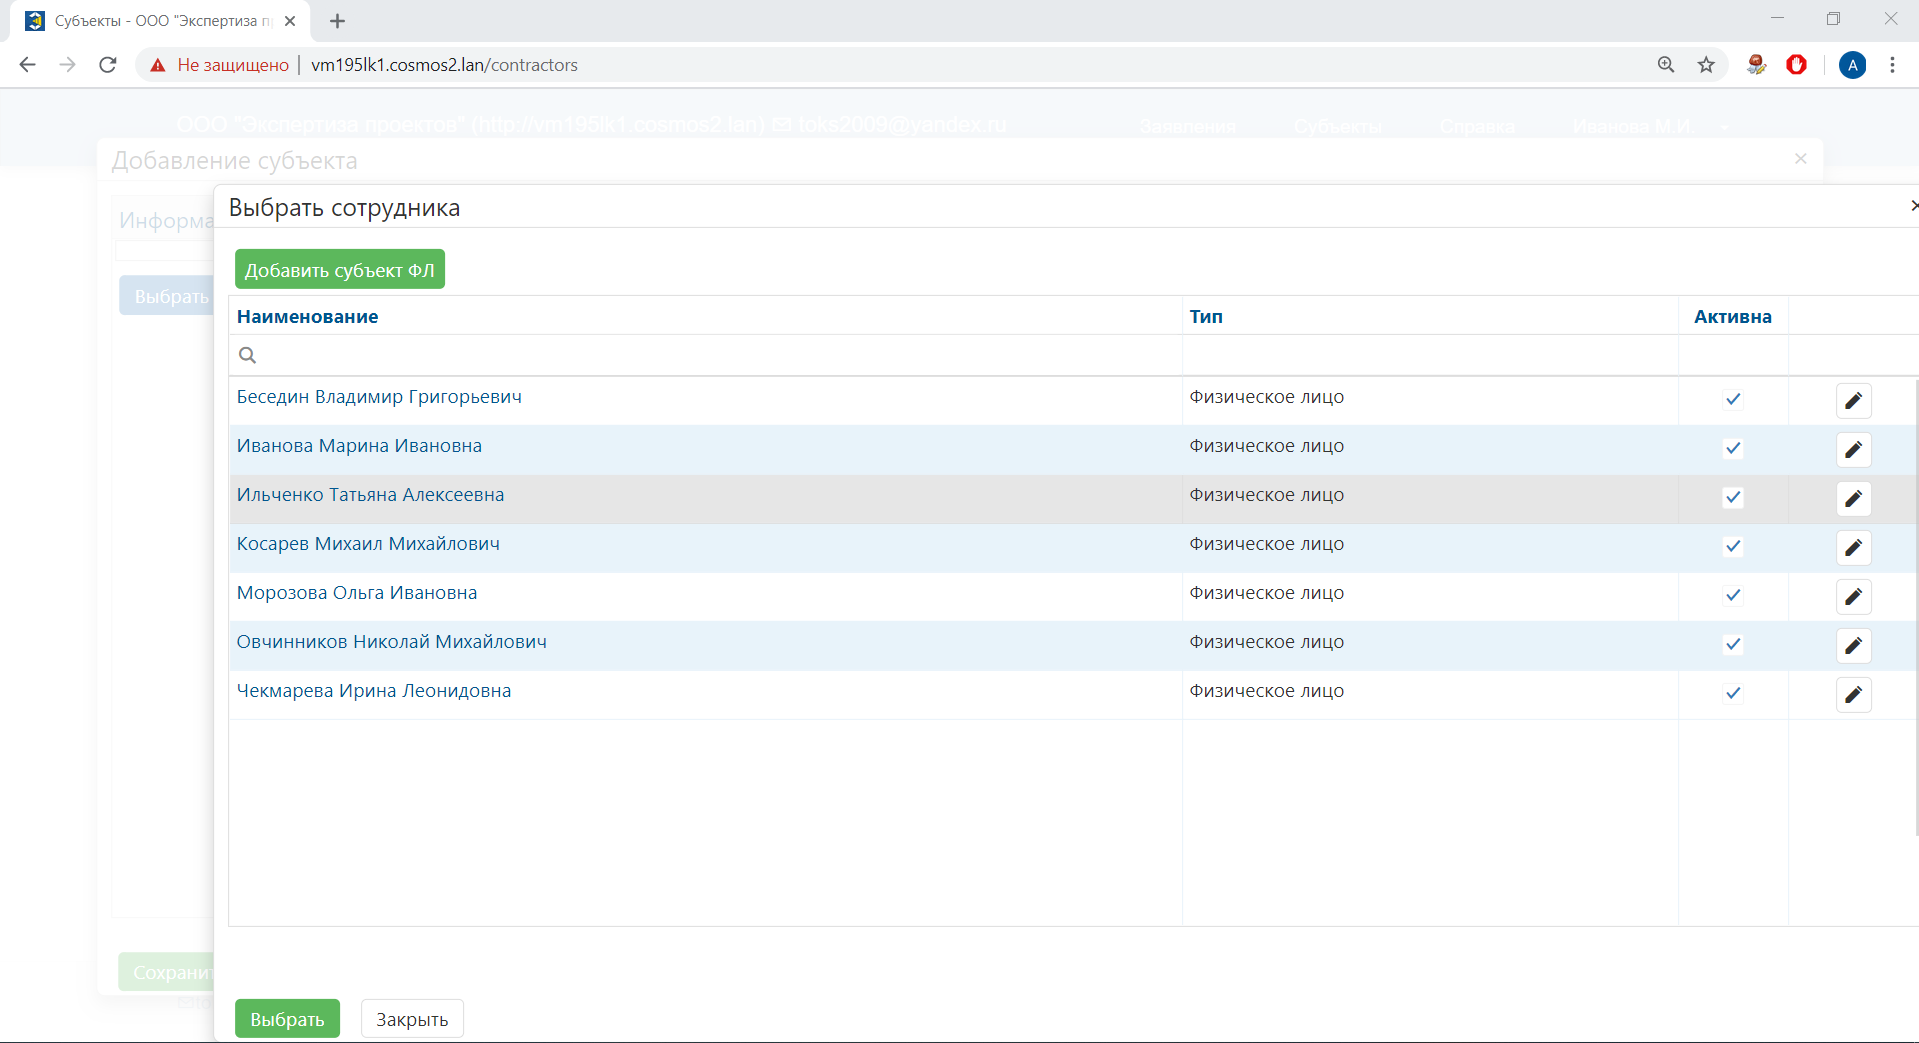 Субъекты - ООО "Экспертиза п
Не защищено | vm195lk1.cosmos2.lan/contractors
A
ООО "Экспертиза проектов" (http://vm195lk1.cosmos2.lan) toks2009@yandex.ru Заявления Субъекты Справка Иванова М.И.
Добавление субъекта
Информа
Выбрать
Выбрать сотрудника
Добавить субъект ФЛ
Наименование Тип Активна
Беседин Владимир Григорьевич Физическое лицо
Иванова Марина Ивановна Физическое лицо
Ильченко Татьяна Алексеевна Физическое лицо
Косарев Михаил Михайлович Физическое лицо
Морозова Ольга Ивановна Физическое лицо
Овчинников Николай Михайлович Физическое лицо
Чекмарева Ирина Леонидовна Физическое лицо
Сохранит
Выбрать Закрыть